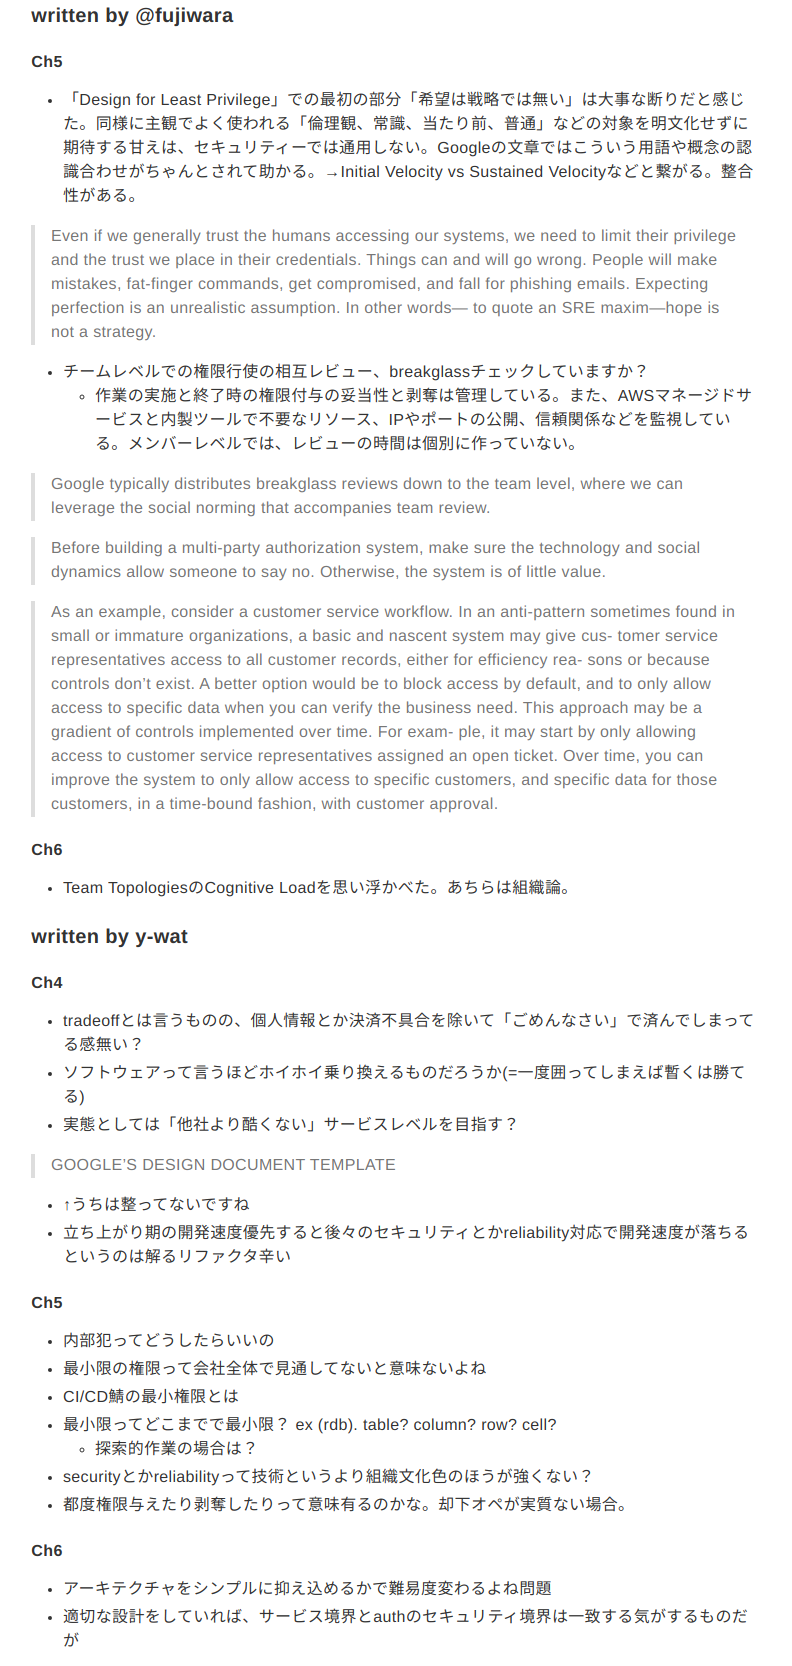 written by @fujiwara
Ch5
• 「Design for Least Privilege」での最初の部分「希望は戦略では無い」は大事な断りだと感じ
た。同様に主観でよく使われる「倫理観、常識、当たり前、普通」などの対象を明文化せずに
期待する甘えは、セキュリティーでは通用しない。Googleの文章ではこういう用語や概念の認
識合わせがちゃんとされて助かる。→Initial Velocity vs Sustained Velocityなどと繋がる。整合
性がある。
Even if we generally trust the humans accessing our systems, we need to limit their privilege
and the trust we place in their credentials. Things can and will go wrong. People will make
mistakes, fat-finger commands, get compromised, and fall for phishing emails. Expecting
perfection is an unrealistic assumption. In other words— to quote an SRE maxim—hope is
not a strategy.
• チームレベルでの権限行使の相互レビュー、breakglassチェックしていますか？
◦ 作業の実施と終了時の権限付与の妥当性と剥奪は管理している。また、AWSマネージドサ
ービスと内製ツールで不要なリソース、IPやポートの公開、信頼関係などを監視してい
る。メンバーレベルでは、レビューの時間は個別に作っていない。
Google typically distributes breakglass reviews down to the team level, where we can
leverage the social norming that accompanies team review.
Before building a multi-party authorization system, make sure the technology and social
dynamics allow someone to say no. Otherwise, the system is of little value.
As an example, consider a customer service workflow. In an anti-pattern sometimes found in
small or immature organizations, a basic and nascent system may give cus- tomer service
representatives access to all customer records, either for efficiency rea- sons or because
controls don’t exist. A better option would be to block access by default, and to only allow
access to specific data when you can verify the business need. This approach may be a
gradient of controls implemented over time. For exam- ple, it may start by only allowing
access to customer service representatives assigned an open ticket. Over time, you can
improve the system to only allow access to specific customers, and specific data for those
customers, in a time-bound fashion, with customer approval.
Ch6
• Team TopologiesのCognitive Loadを思い浮かべた。あちらは組織論。
written by y-wat
Ch4
• tradeoffとは言うものの、個人情報とか決済不具合を除いて「ごめんなさい」で済んでしまって
る感無い？
• ソフトウェアって言うほどホイホイ乗り換えるものだろうか(=一度囲ってしまえば暫くは勝て
る)
• 実態としては「他社より酷くない」サービスレベルを目指す？
GOOGLE’S DESIGN DOCUMENT TEMPLATE
• ↑うちは整ってないですね
• 立ち上がり期の開発速度優先すると後々のセキュリティとかreliability対応で開発速度が落ちる
というのは解るリファクタ辛い
Ch5
• 内部犯ってどうしたらいいの
• 最小限の権限って会社全体で見通してないと意味ないよね
• CI/CD鯖の最小権限とは
• 最小限ってどこまでで最小限？ ex (rdb). table? column? row? cell?
◦ 探索的作業の場合は？
• securityとかreliabilityって技術というより組織文化色のほうが強くない？
• 都度権限与えたり剥奪したりって意味有るのかな。却下オペが実質ない場合。
Ch6
• アーキテクチャをシンプルに抑え込めるかで難易度変わるよね問題
• 適切な設計をしていれば、サービス境界とauthのセキュリティ境界は一致する気がするものだ
が